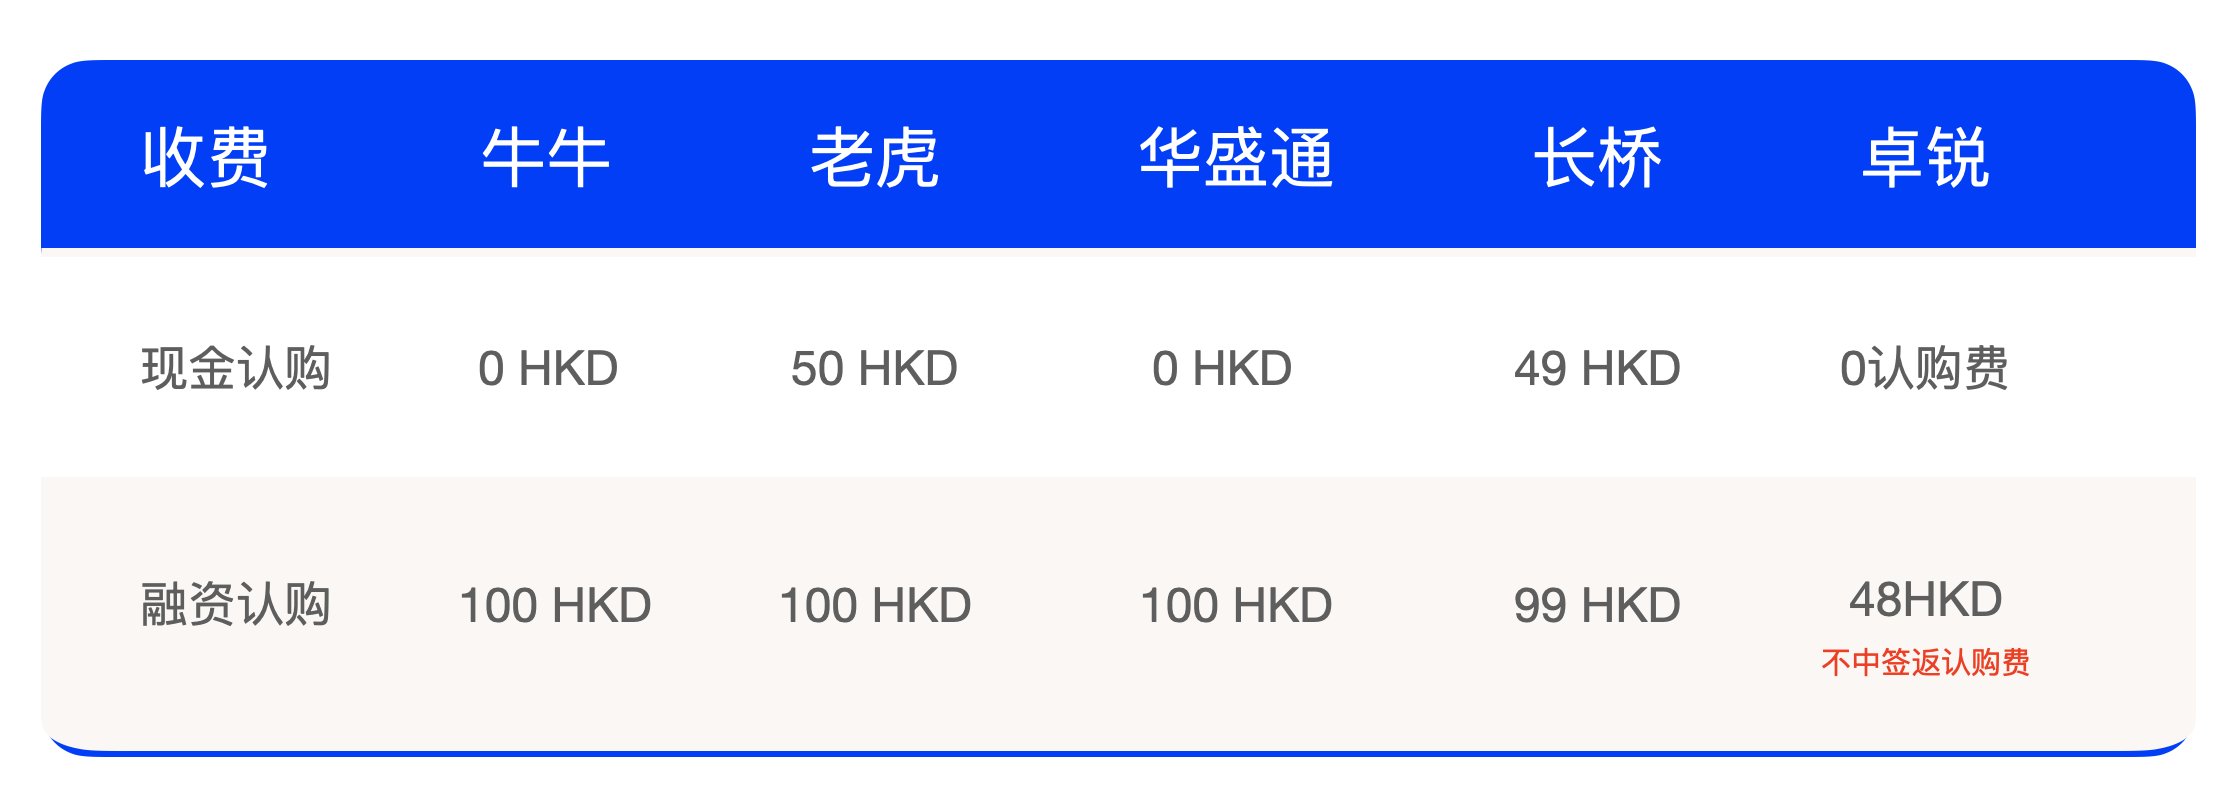 收费 牛牛 老虎 华盛通 长桥 卓锐
现金认购 0 HKD 50 HKD 0 HKD 49 HKD 0认购费
融资认购 100 HKD 100 HKD 100 HKD 99 HKD 48HKD
不中签返认购费